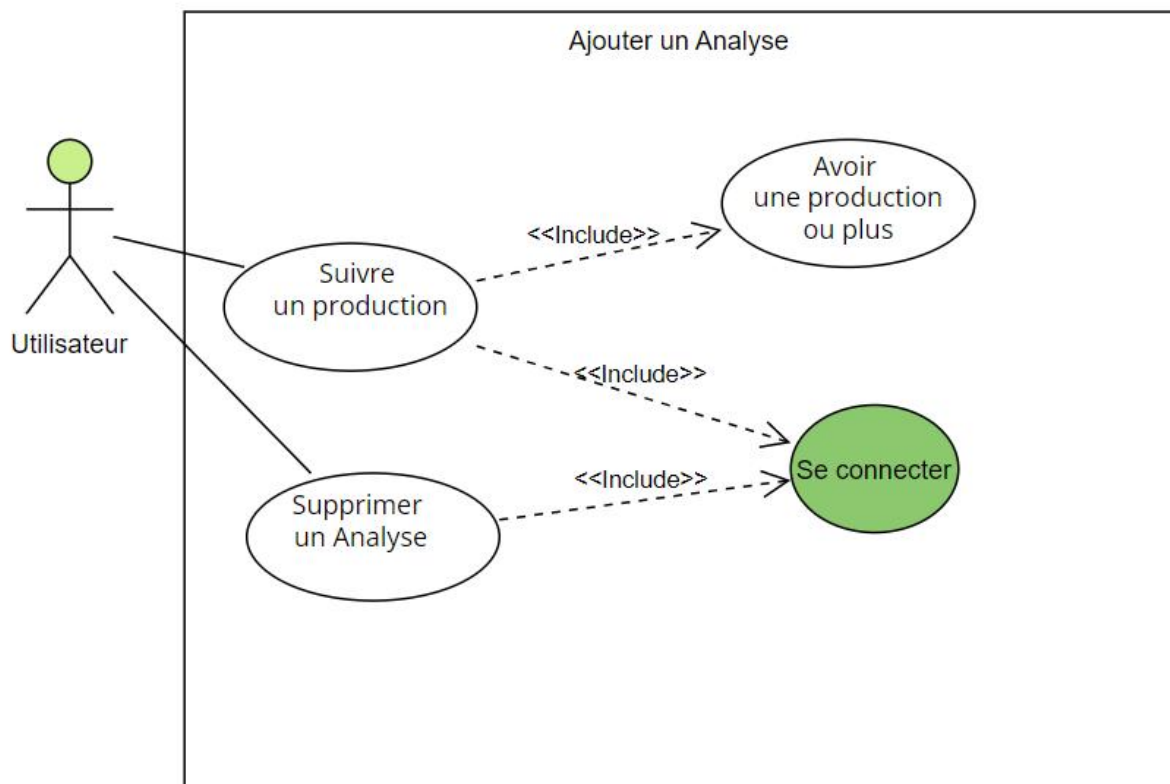 Ajouter un Analyse
Avoir
une production
ou plus
<<Include>>
Suivre
un production
Utilisateur
<<Include>>
Se connecter
<<Include>>
Supprimer
un Analyse